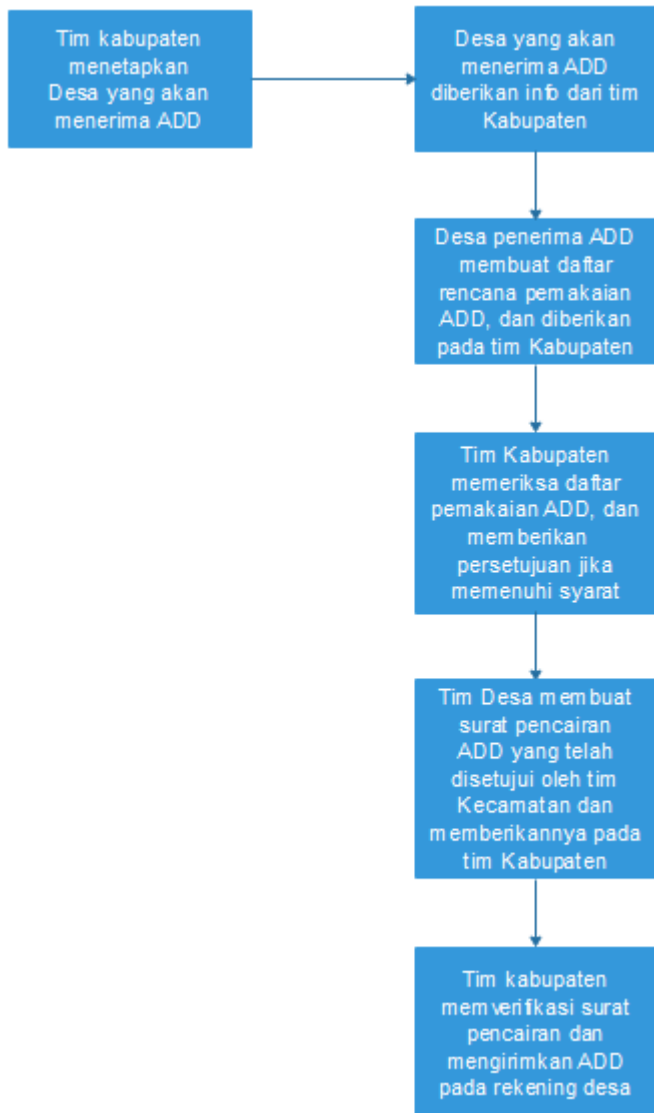 Tim kabupaten
menetapkan
Desa yang akan
menerima ADD
Desa yang akan
menerima ADD
diberikan info dari tim
Kabupaten
Desa penerima ADD
membuat daftar
rencana pemakaian
ADD, dan diberikan
pada tim Kabupaten
Tim Kabupaten
memeriksa daftar
pemakaian ADD, dan
memberikan
persetujuan jika
memenuhi syarat
Tim Desa membuat
surat pencairan
ADD yang telah
disetujui oleh tim
Kecamatan dan
memberikannya pada
tim Kabupaten
Tim kabupaten
memverifikasi surat
pencairan dan
mengirimkan ADD
pada rekening desa